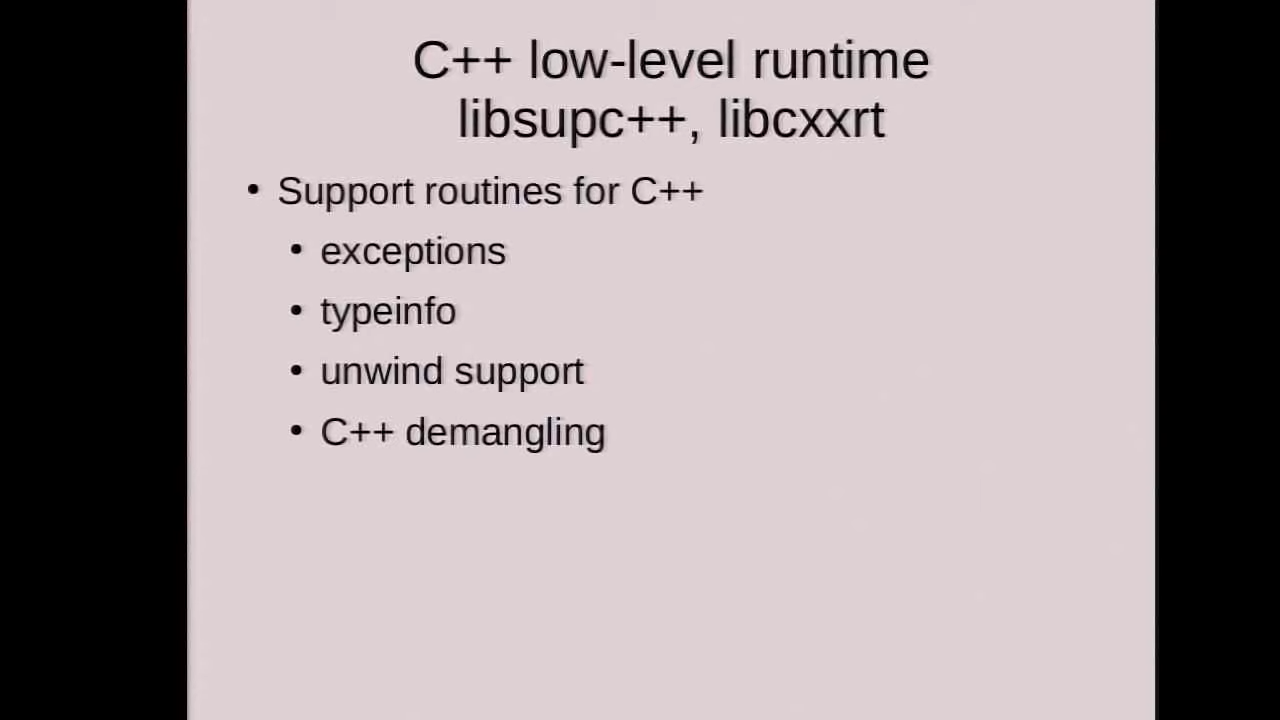 C++ low-level runtime
libsupc++, libcxxrt
• Support routines for C++
• exceptions
• typeinfo
• unwind support
• C++ demangling